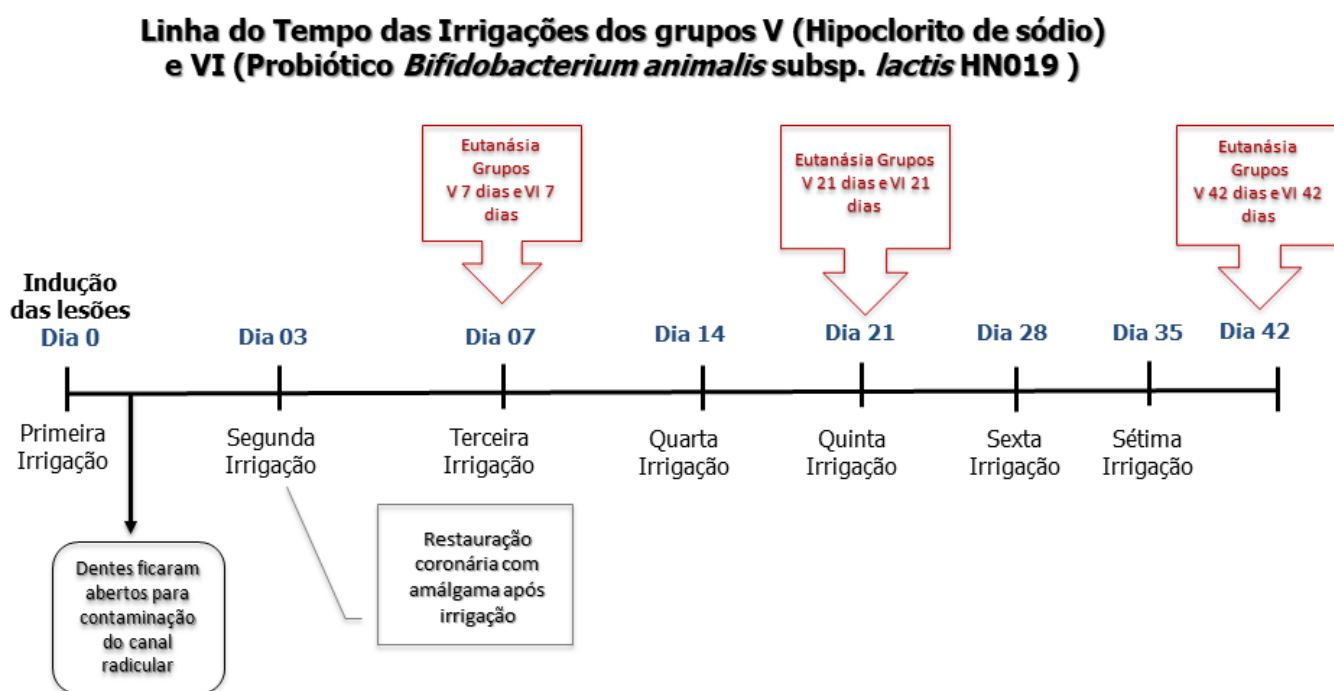 Linha do Tempo das Irrigações dos grupos V (Hipoclorito de sódio)
e VI (Probiótico Bifidobacterium animalis subsp. lactis HN019 )
Eutanásia
Grupos
V 7 dias e VI 7
dias
Eutanásia Grupos
V 21 dias e VI 21
dias
Eutanásia
Grupos
V 42 dias e VI 42
dias
Indução
das lesões
Dia 0
Dia 03
Dia 07
Dia 14
Dia 21
Dia 28
Dia 35
Dia 42
Primeira
Irrigação
Segunda
Irrigação
Terceira
Irrigação
Quarta
Irrigação
Quinta
Irrigação
Sexta
Irrigação
Sétima
Irrigação
Dentes ficaram
abertos para
contaminação
do canal
radicular
Restauração
coronária com
amálgama após
irrigação